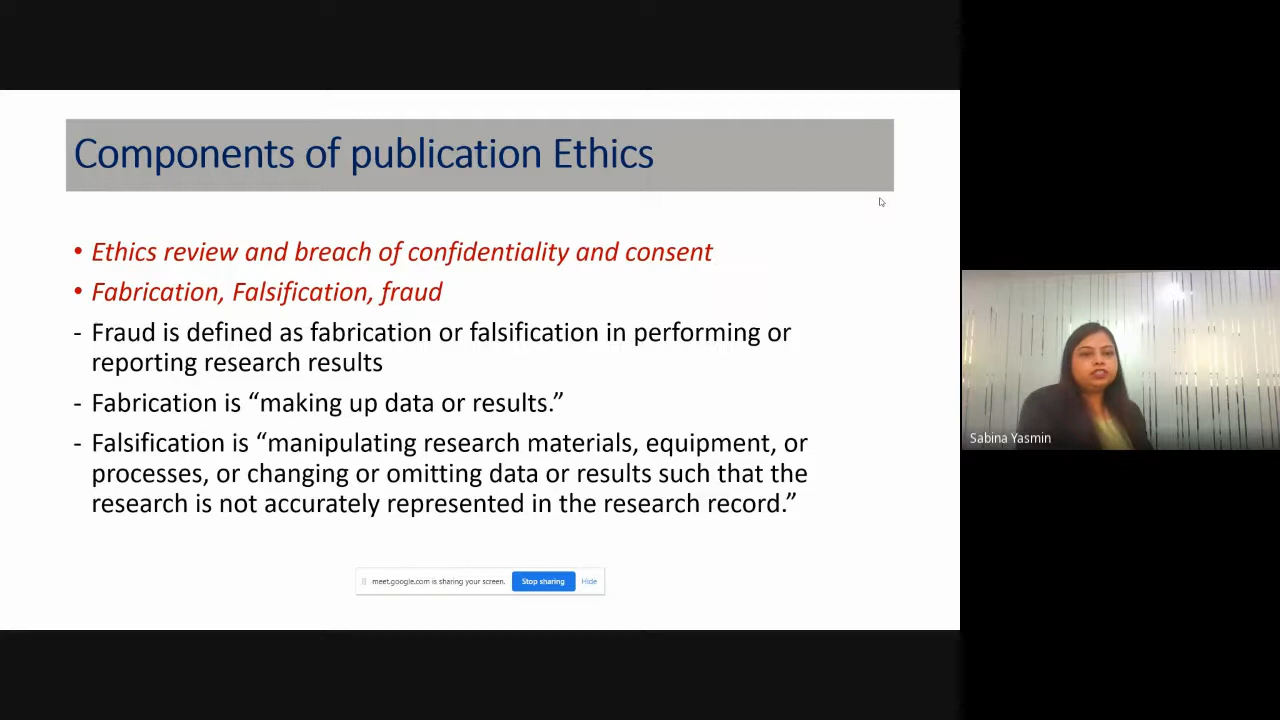 Components of publication Ethics
• Ethics review and breach of confidentiality and consent
• Fabrication, Falsification, fraud
- Fraud is defined as fabrication or falsification in performing or
reporting research results
- Fabrication is “making up data or results.”
- Falsification is “manipulating research materials, equipment, or
processes, or changing or omitting data or results such that the
research is not accurately represented in the research record.”
meet.google.com is sharing your screen. Stop sharing Hide
Sabina Yasmin